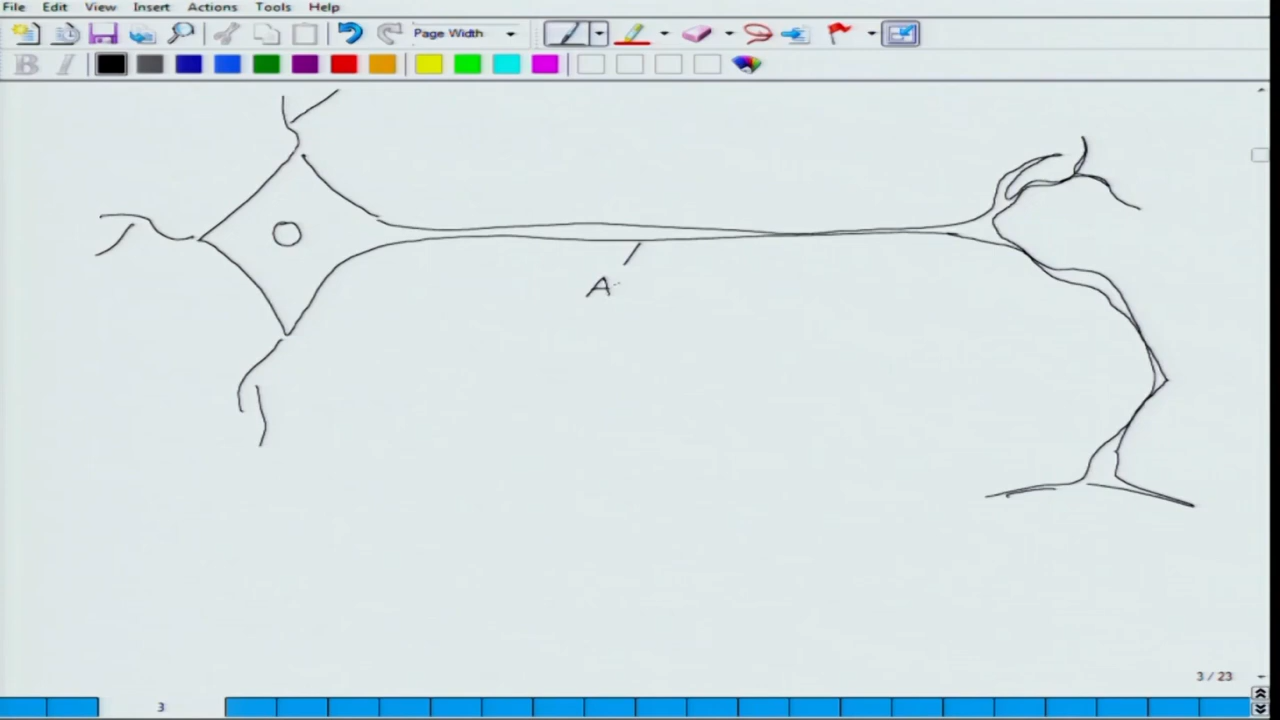 File Edit View Insert Actions Tools Help
Page Width
B I
A
3 / 23
3